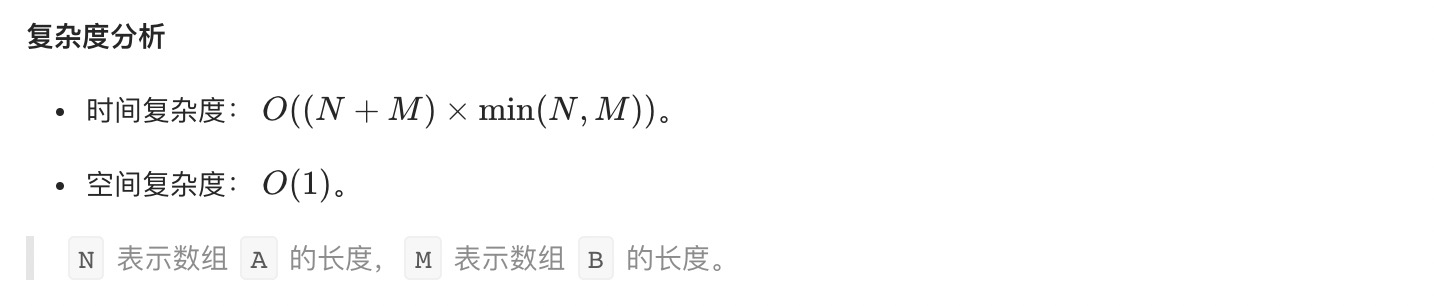 复杂度分析
• 时间复杂度： O((N + M) × min(N, M))。
• 空间复杂度： O(1)。
N 表示数组 A 的长度， M 表示数组 B 的长度。